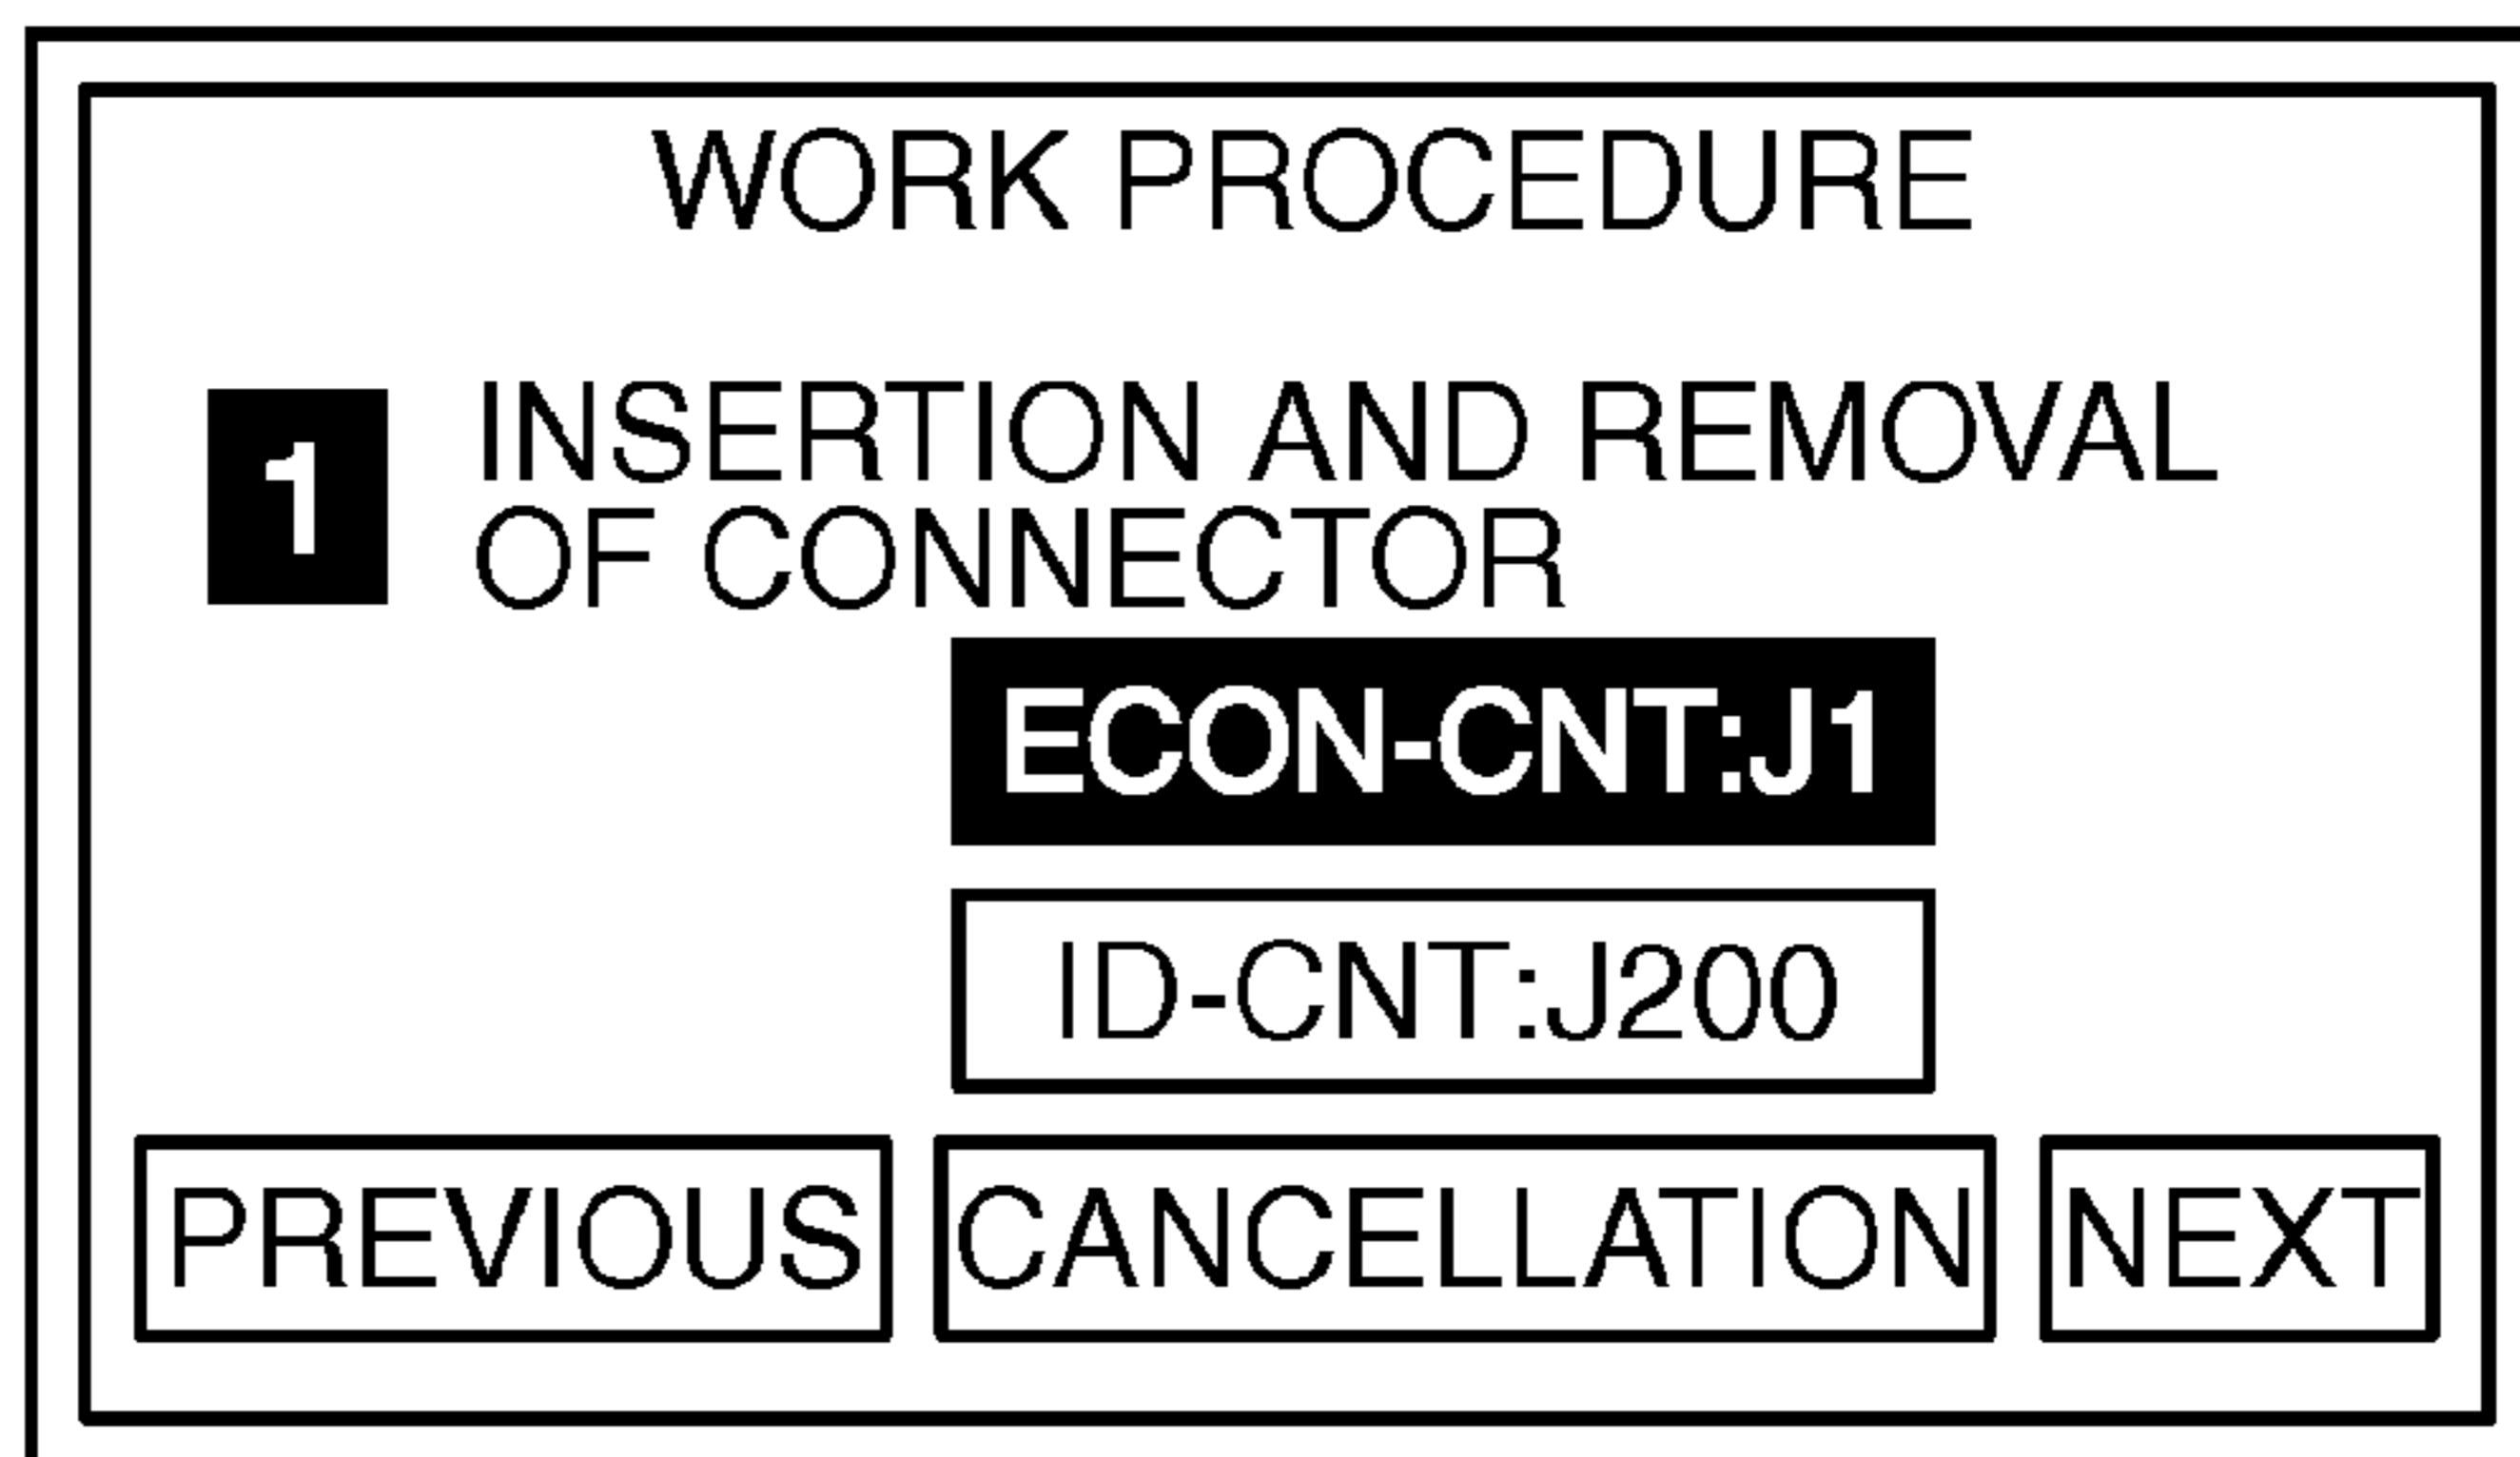 WORK PROCEDURE
1 INSERTION AND REMOVAL
OF CONNECTOR
ECON-CNT:J1
ID-CNT:J200
PREVIOUS CANCELLATION NEXT